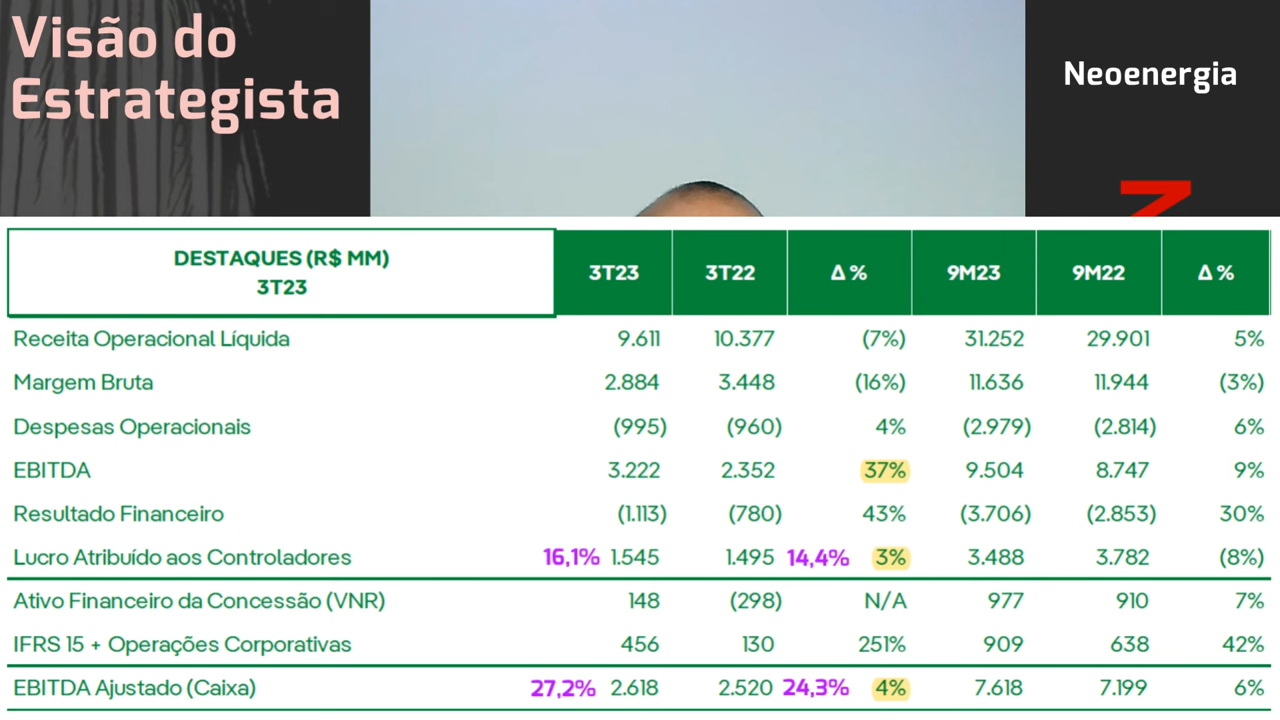 Visão do
Estrategista
Neoenergia
DESTAQUES (R$ MM)
3T23
3T23 3T22 Δ % 9M23 9M22 Δ %
Receita Operacional Líquida 9.611 10.377 (7%) 31.252 29.901 5%
Margem Bruta 2.884 3.448 (16%) 11.636 11.944 (3%)
Despesas Operacionais (995) (960) 4% (2.979) (2.814) 6%
EBITDA 3.222 2.352 37% 9.504 8.747 9%
Resultado Financeiro (1.113) (780) 43% (3.706) (2.853) 30%
Lucro Atribuído aos Controladores 16,1% 1.545 1.495 14,4% 3% 3.488 3.782 (8%)
Ativo Financeiro da Concessão (VNR) 148 (298) N/A 977 910 7%
IFRS 15 + Operações Corporativas 456 130 251% 909 638 42%
EBITDA Ajustado (Caixa) 27,2% 2.618 2.520 24,3% 4% 7.618 7.199 6%